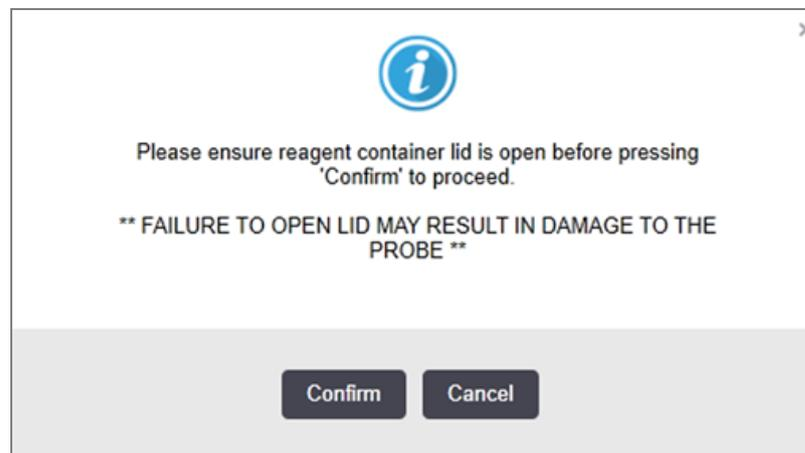 Please ensure reagent container lid is open before pressing
'Confirm' to proceed.
** FAILURE TO OPEN LID MAY RESULT IN DAMAGE TO THE
PROBE **
Confirm Cancel